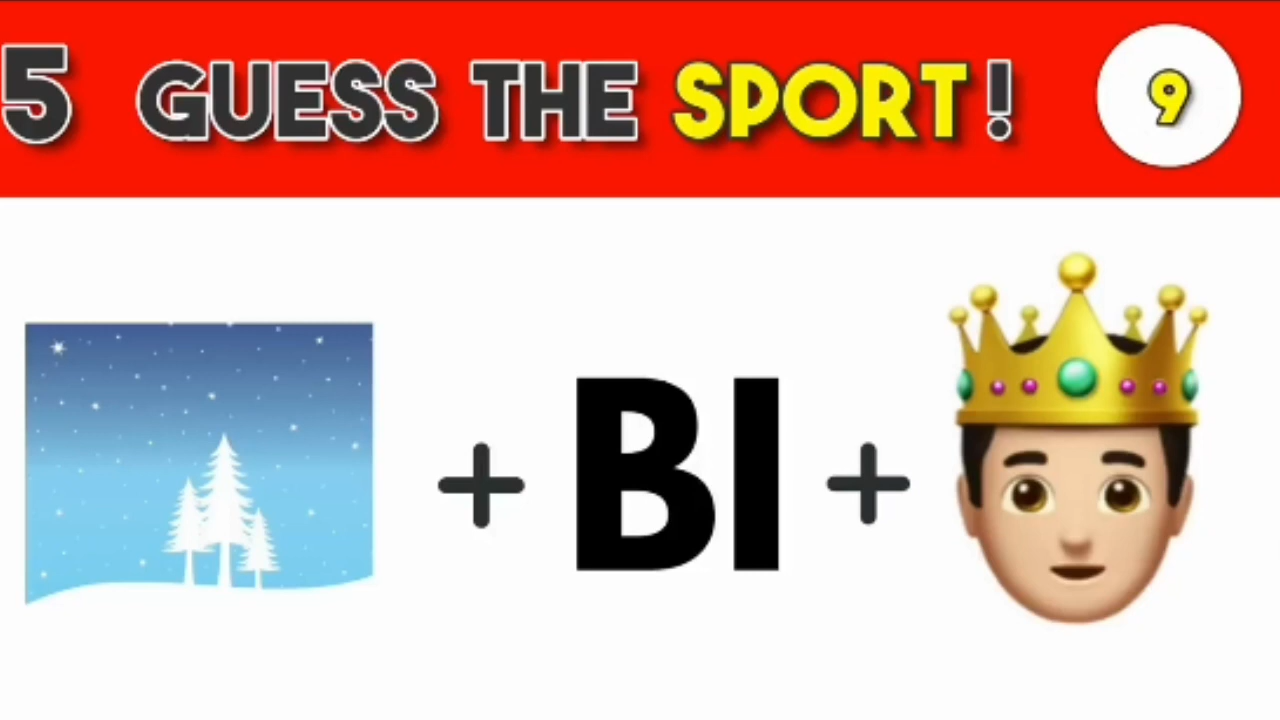 5 GUESS THE SPORT! 9
+ BI +